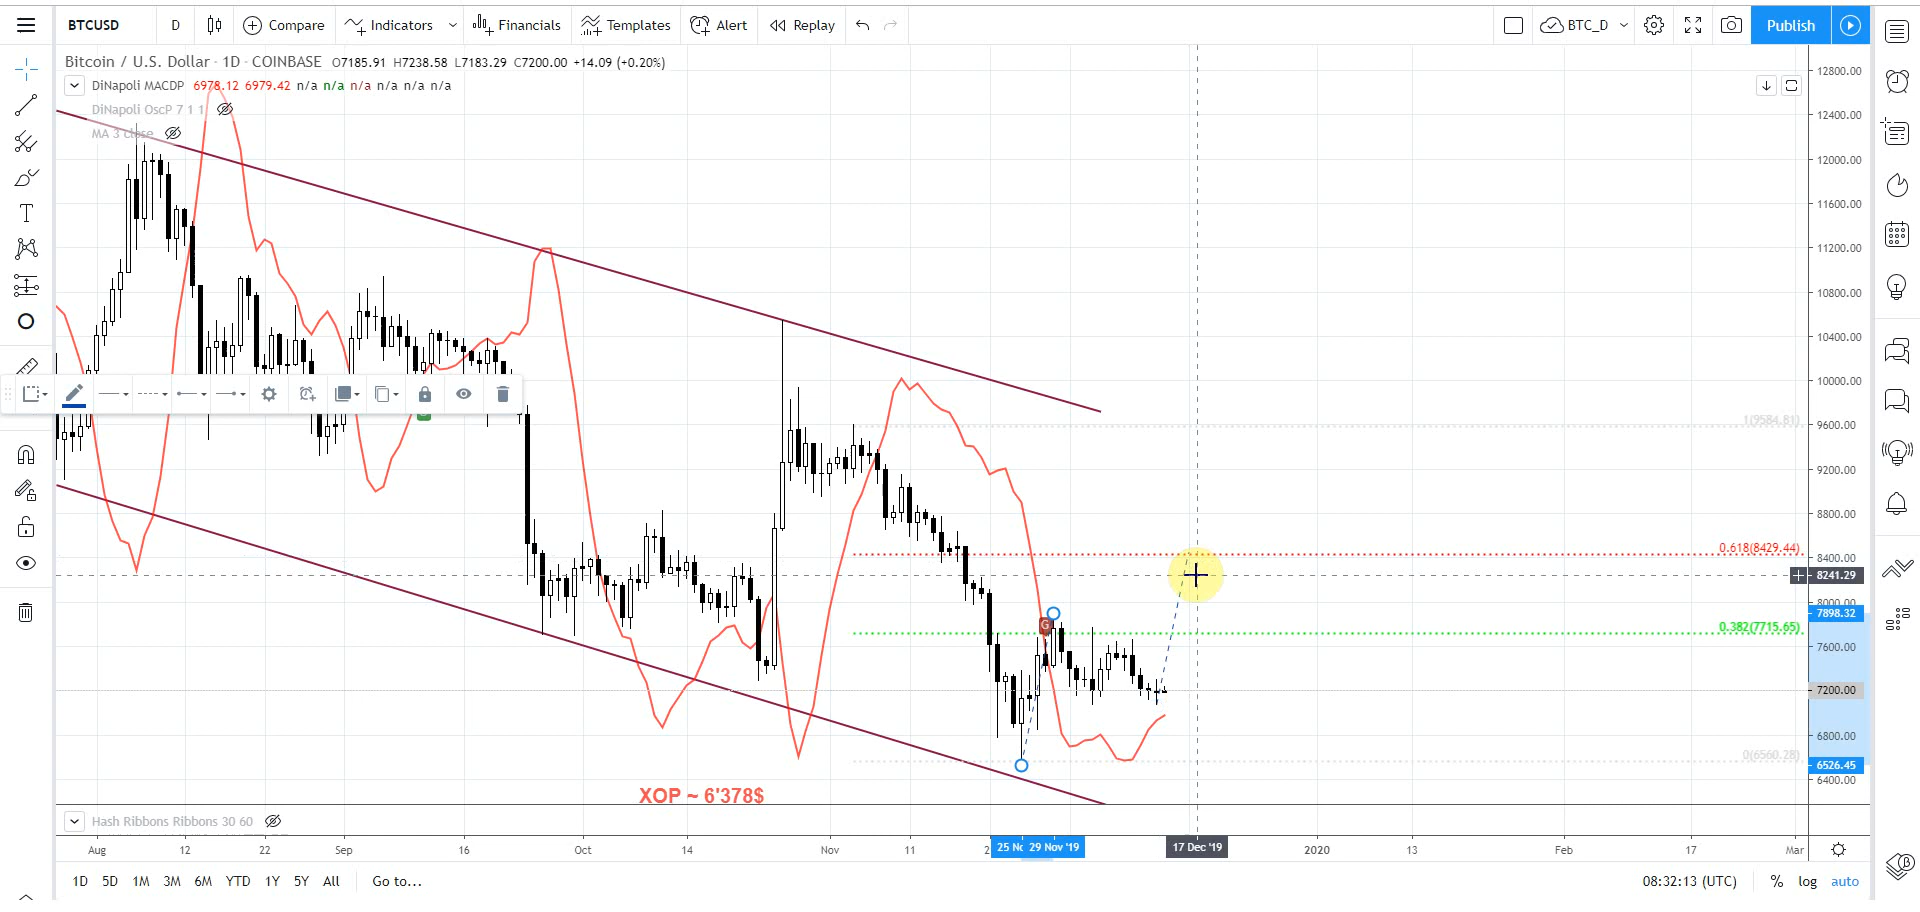 BTCUSD D Compare Indicators Financials Templates Alert Replay BTC_D Publish
Bitcoin / U.S. Dollar · 1D · COINBASE O7185.91 H7238.58 L7183.29 C7200.00 +14.09 (+0.20%)
DiNapoli MACDP 6978.12 6979.42 n/a n/a n/a n/a n/a n/a
DiNapoli OscP 7 1 1
MA 3 close
12800.00
12400.00
12000.00
11600.00
11200.00
10800.00
10400.00
10000.00
1(9584.81)
9600.00
9200.00
8800.00
0.618(8429.44)
8400.00
8241.29
8000.00
7898.32
G
0.382(7715.65)
7600.00
7200.00
6800.00
0(6560.28)
6526.45
6400.00
XOP ~ 6'378$
Hash Ribbons Ribbons 30 60
Aug 12 22 Sep 16 Oct 14 Nov 11 2 25 No 29 Nov '19 17 Dec '19 2020 13 Feb 17 Mar
1D 5D 1M 3M 6M YTD 1Y 5Y All Go to... 08:32:13 (UTC) % log auto